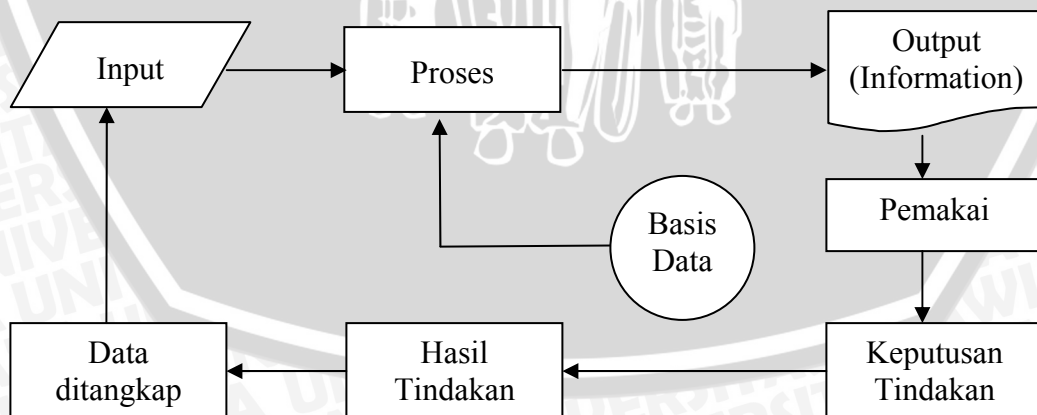 Input
Proses
Output
(Information)
Pemakai
Basis
Data
Data
ditangkap
Hasil
Tindakan
Keputusan
Tindakan